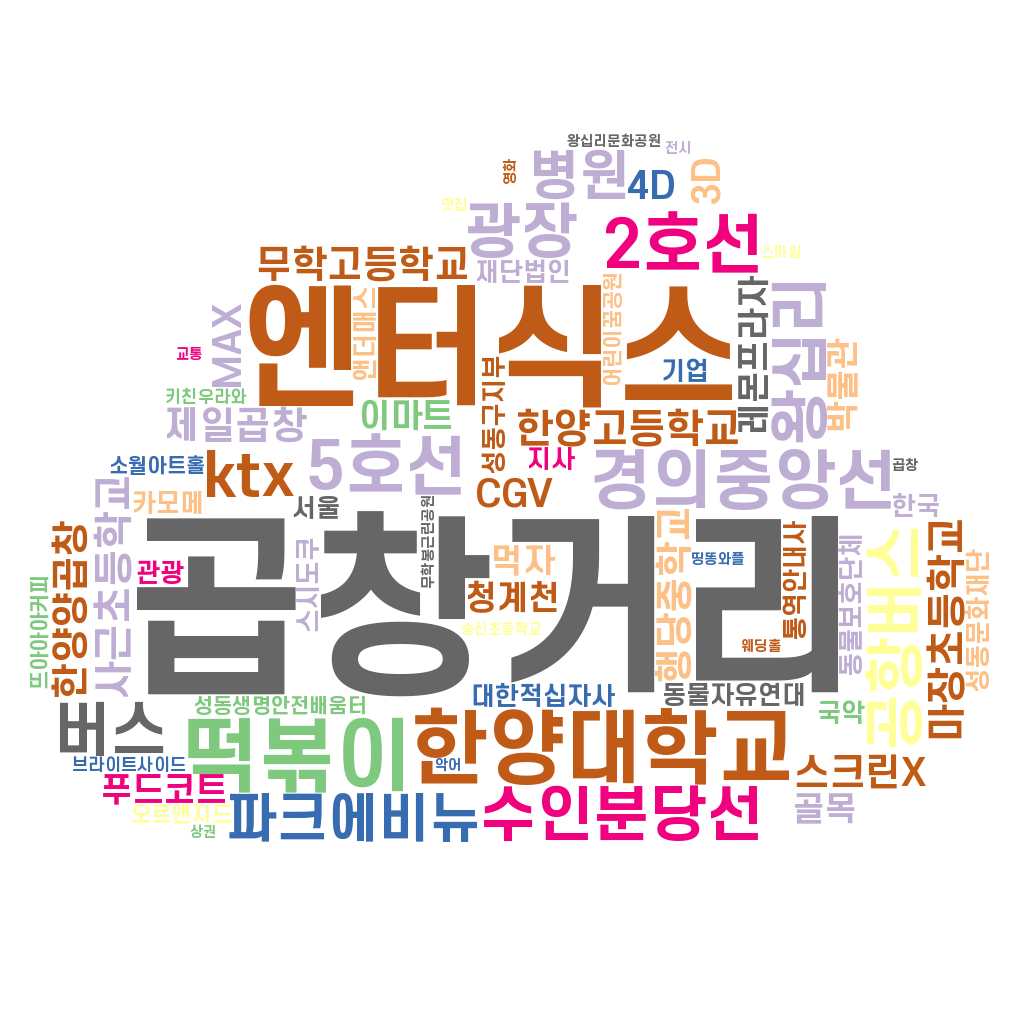 왕십리문화공원
전시
영화
병원
4D
3D
맛집
광장
2호선
스마일
무학고등학교
재단법인
엔터식스
앤더매스
어린이꿈공원
레몬프라자
왕십리
MAX
교통
기업
박물관
키친우라와
이마트
성동구지부
제일곱창
한양고등학교
5호선
지사
경의중앙선
곱창
소월아트홀
ktx
CGV
카모메
서울
무학봉근린공원
한국
사근초등학교
곱창거리
한양양곱창
관광
스시도쿠
먹자
행당중학교
띵똥와플
통역안내사
동물보호단체
공항버스
마장초등학교
성동문화재단
뜨아아아커피
청계천
숭신초등학교
웨딩홀
대한적십자사
동물자유연대
성동생명안전배움터
버스
떡볶이
한양대학교
국악
브라이트사이드
악어
스크린X
푸드코트
오르앤지드
파크에비뉴
수인분당선
골목
상권